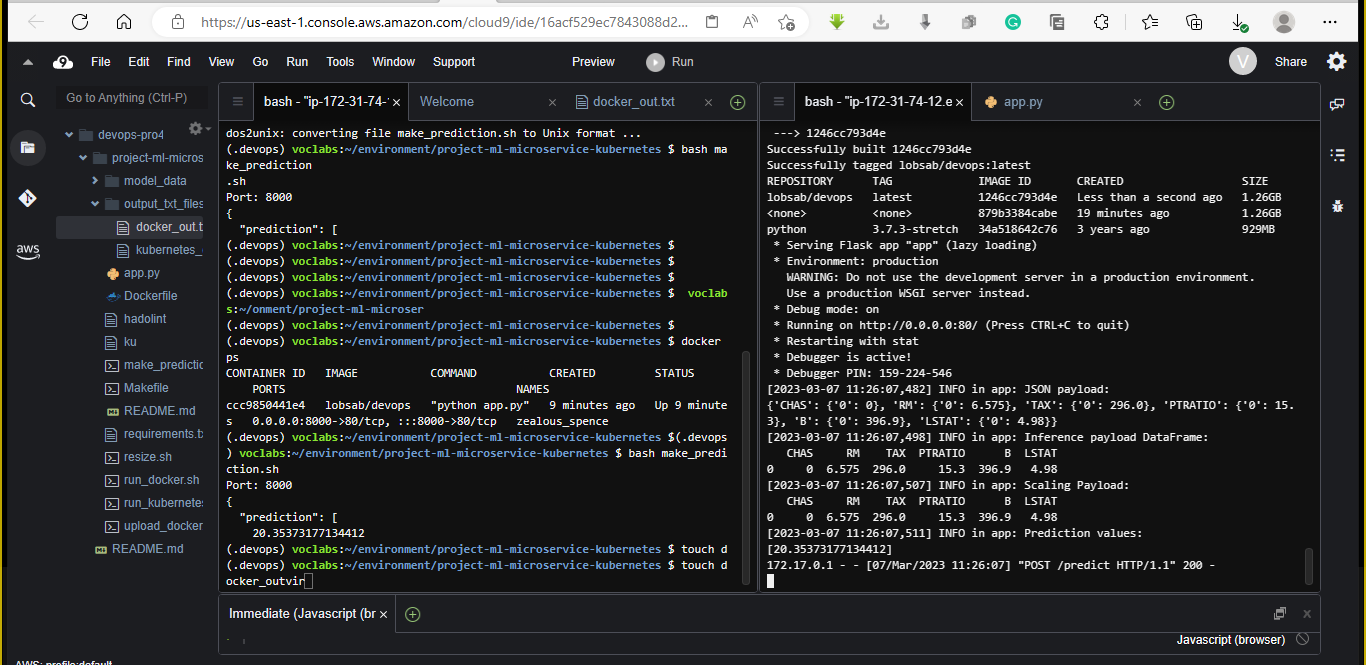 https://us-east-1.console.aws.amazon.com/cloud9/ide/16acf529ec7843088d2...
9 File Edit Find View Go Run Tools Window Support Preview Run V Share
Go to Anything (Ctrl-P)
devops-pro4
project-ml-micros
model_data
output_txt_files
docker_out.t
kubernetes_
app.py
Dockerfile
hadolint
ku
make_predictic
Makefile
README.md
requirements.tx
resize.sh
run_docker.sh
run_kubernetes
upload_docker
README.md
aws
AWS: profile:default
bash - "ip-172-31-74- × Welcome × docker_out.txt ×
dos2unix: converting file make_prediction.sh to Unix format ...
(.devops) voclabs:~/environment/project-ml-microservice-kubernetes $ bash ma
ke_prediction
.sh
Port: 8000
{
"prediction": [
(.devops) voclabs:~/environment/project-ml-microservice-kubernetes $
(.devops) voclabs:~/environment/project-ml-microservice-kubernetes $
(.devops) voclabs:~/environment/project-ml-microservice-kubernetes $
(.devops) voclabs:~/environment/project-ml-microservice-kubernetes $  voclab
s:~/onment/project-ml-microser
(.devops) voclabs:~/environment/project-ml-microservice-kubernetes $
(.devops) voclabs:~/environment/project-ml-microservice-kubernetes $ docker
ps
CONTAINER ID IMAGE COMMAND CREATED STATUS
PORTS NAMES
ccc9850441e4 lobsab/devops "python app.py" 9 minutes ago Up 9 minute
s 0.0.0.0:8000->80/tcp, :::8000->80/tcp zealous_spence
(.devops) voclabs:~/environment/project-ml-microservice-kubernetes $(.devops
) voclabs:~/environment/project-ml-microservice-kubernetes $ bash make_predi
ction.sh
Port: 8000
{
"prediction": [
20.35373177134412
(.devops) voclabs:~/environment/project-ml-microservice-kubernetes $ touch d
(.devops) voclabs:~/environment/project-ml-microservice-kubernetes $ touch d
ocker_outvin
bash - "ip-172-31-74-12.e × app.py ×
---> 1246cc793d4e
Successfully built 1246cc793d4e
Successfully tagged lobsab/devops:latest
REPOSITORY TAG IMAGE ID CREATED SIZE
lobsab/devops latest 1246cc793d4e Less than a second ago 1.26GB
<none> <none> 879b3384cabe 19 minutes ago 1.26GB
python 3.7.3-stretch 34a518642c76 3 years ago 929MB
* Serving Flask app "app" (lazy loading)
* Environment: production
WARNING: Do not use the development server in a production environment.
Use a production WSGI server instead.
* Debug mode: on
* Running on http://0.0.0.0:80/ (Press CTRL+C to quit)
* Restarting with stat
* Debugger is active!
* Debugger PIN: 159-224-546
[2023-03-07 11:26:07,482] INFO in app: JSON payload:
{'CHAS': {'0': 0}, 'RM': {'0': 6.575}, 'TAX': {'0': 296.0}, 'PTRATIO': {'0': 15.
3}, 'B': {'0': 396.9}, 'LSTAT': {'0': 4.98}}
[2023-03-07 11:26:07,498] INFO in app: Inference payload DataFrame:
CHAS RM TAX PTRATIO B LSTAT
0 0 6.575 296.0 15.3 396.9 4.98
[2023-03-07 11:26:07,507] INFO in app: Scaling Payload:
CHAS RM TAX PTRATIO B LSTAT
0 0 6.575 296.0 15.3 396.9 4.98
[2023-03-07 11:26:07,511] INFO in app: Prediction values:
[20.35373177134412]
172.17.0.1 - - [07/Mar/2023 11:26:07] "POST /predict HTTP/1.1" 200 -
Immediate (Javascript (br ×
Javascript (browser)